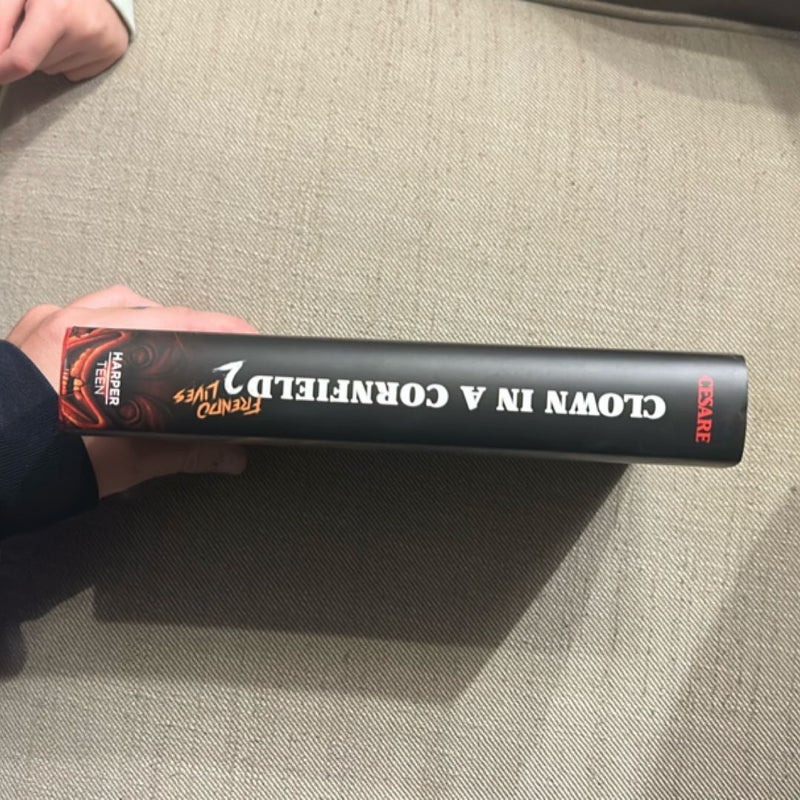 CESARE
CLOWN IN A CORNFIELD 2
FRENDO
LIVES
HARPER
TEEN